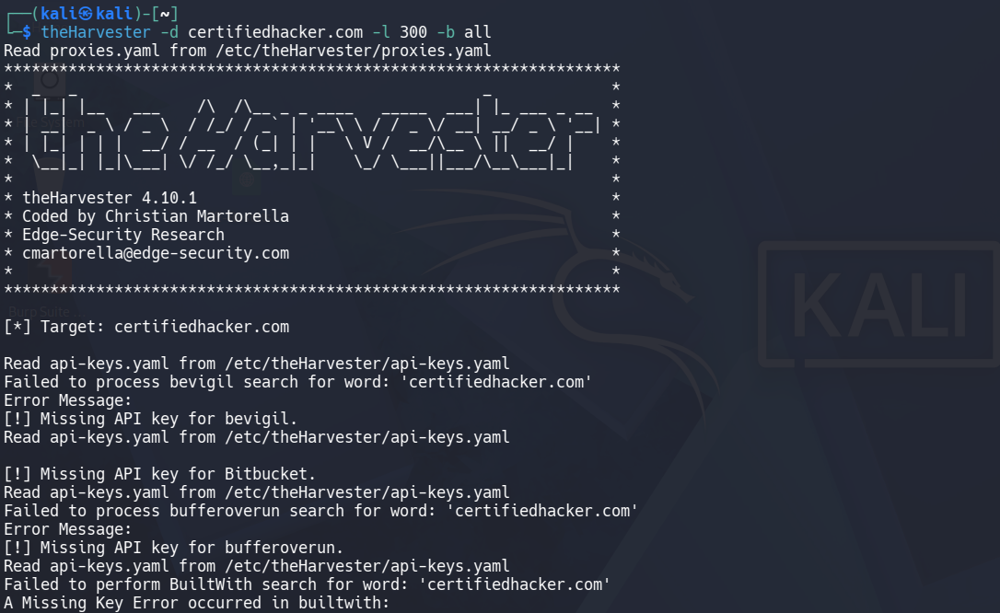 ┌──(kali㉿kali)-[~]
└─$ theHarvester -d certifiedhacker.com -l 300 -b all
Read proxies.yaml from /etc/theHarvester/proxies.yaml
*******************************************************************
*  _   _                                            _             *
* | |_| |__   ___    /\  /\__ _ _ ____   _____  ___| |_ ___ _ __  *
* | __|  _ \ / _ \  / /_/ / _` | '__\ \ / / _ \/ __| __/ _ \ '__| *
* | |_| | | |  __/ / __  / (_| | |   \ V /  __/\__ \ ||  __/ |    *
*  \__|_| |_|\___| \/ /_/ \__,_|_|    \_/ \___||___/\__\___|_|    *
*                                                                 *
* theHarvester 4.10.1                                             *
* Coded by Christian Martorella                                   *
* Edge-Security Research                                          *
* cmartorella@edge-security.com                                   *
*                                                                 *
*******************************************************************
[*] Target: certifiedhacker.com
Read api-keys.yaml from /etc/theHarvester/api-keys.yaml
Failed to process bevigil search for word: 'certifiedhacker.com'
Error Message:
[!] Missing API key for bevigil.
Read api-keys.yaml from /etc/theHarvester/api-keys.yaml
[!] Missing API key for Bitbucket.
Read api-keys.yaml from /etc/theHarvester/api-keys.yaml
Failed to process bufferoverun search for word: 'certifiedhacker.com'
Error Message:
[!] Missing API key for bufferoverun.
Read api-keys.yaml from /etc/theHarvester/api-keys.yaml
Failed to perform BuiltWith search for word: 'certifiedhacker.com'
A Missing Key Error occurred in builtwith:
KALI
Burp Suite